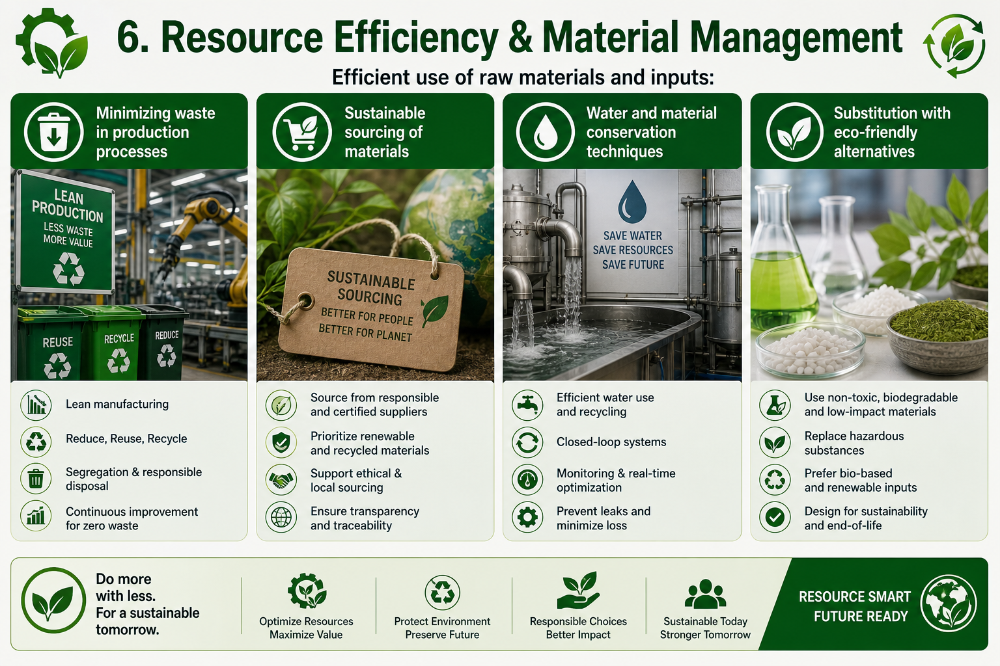 6. Resource Efficiency & Material Management
Efficient use of raw materials and inputs:
Minimizing waste
in production
processes
LEAN
PRODUCTION
LESS WASTE
MORE VALUE
REUSE
RECYCLE
REDUCE
Lean manufacturing
Reduce, Reuse, Recycle
Segregation & responsible
disposal
Continuous improvement
for zero waste
Sustainable
sourcing of
materials
SUSTAINABLE
SOURCING
BETTER FOR PEOPLE
BETTER FOR PLANET
Source from responsible
and certified suppliers
Prioritize renewable
and recycled materials
Support ethical &
local sourcing
Ensure transparency
and traceability
Water and material
conservation
techniques
SAVE WATER
SAVE RESOURCES
SAVE FUTURE
Efficient water use
and recycling
Closed-loop systems
Monitoring & real-time
optimization
Prevent leaks and
minimize loss
Substitution with
eco-friendly
alternatives
Use non-toxic, biodegradable
and low-impact materials
Replace hazardous
substances
Prefer bio-based
and renewable inputs
Design for sustainability
and end-of-life
Do more
with less.
For a sustainable
tomorrow.
Optimize Resources
Maximize Value
Protect Environment
Preserve Future
Responsible Choices
Better Impact
Sustainable Today
Stronger Tomorrow
RESOURCE SMART
FUTURE READY